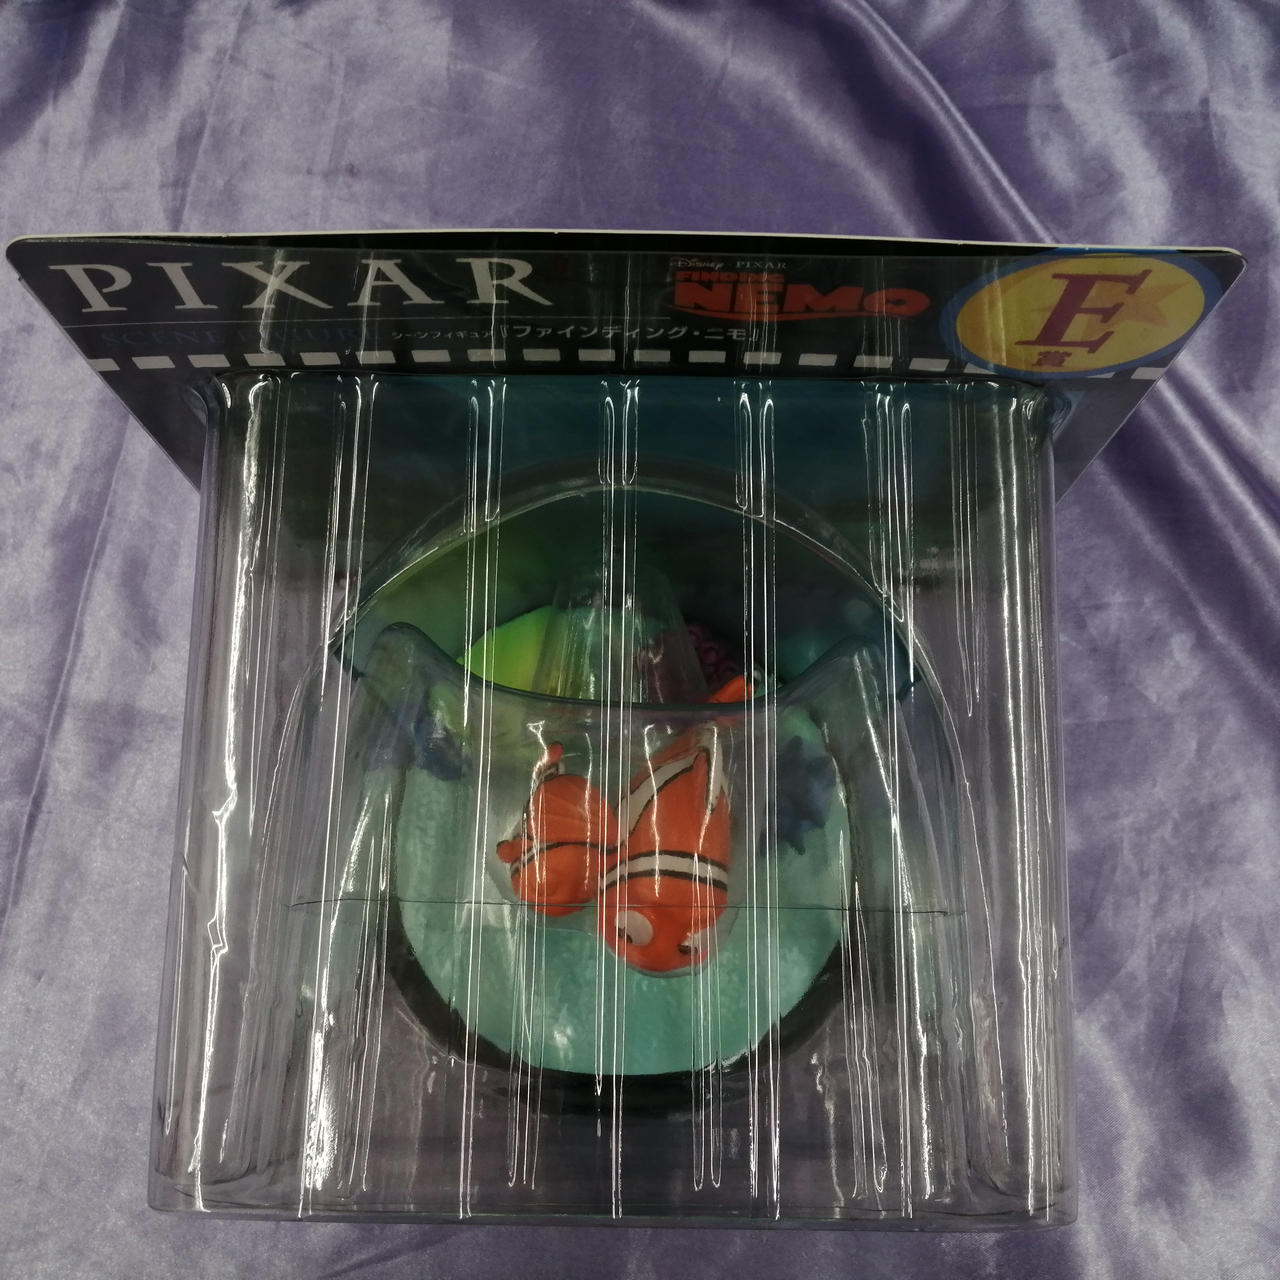 PIXAR
SCENE FIGURE
シーンフィギュア『ファインディング・ニモ』
Disney PIXAR
FINDING
NEMO
E
賞